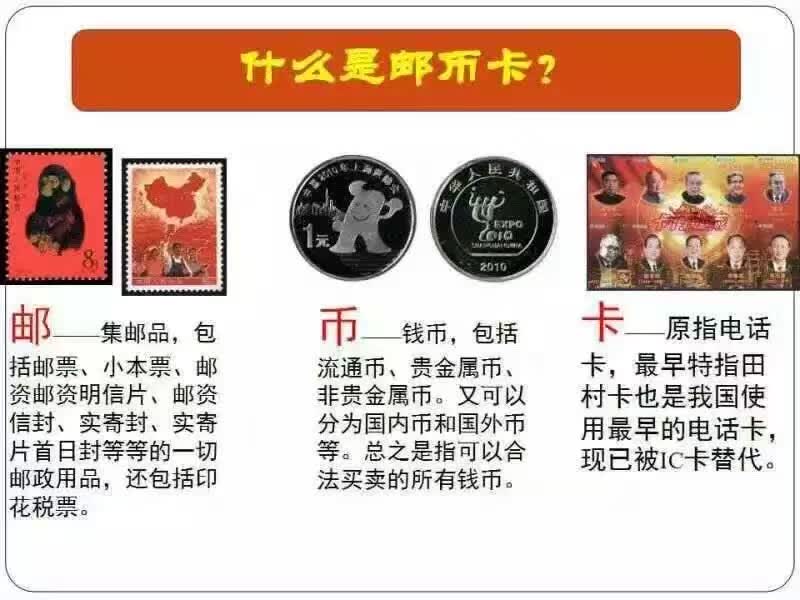 什么是邮币卡？
8分
中国2010年上海世博会
1元
中华人民共和国
EXPO
2010
SHANGHAI CHINA
2010
邮——集邮品，包
括邮票、小本票、邮
资邮资明信片、邮资
信封、实寄封、实寄
片首日封等等的一切
邮政用品，还包括印
花税票。
币——钱币，包括
流通币、贵金属币、
非贵金属币。又可以
分为国内币和国外币
等。总之是指可以合
法买卖的所有钱币。
卡——原指电话
卡，最早特指田
村卡也是我国使
用最早的电话卡，
现已被IC卡替代。